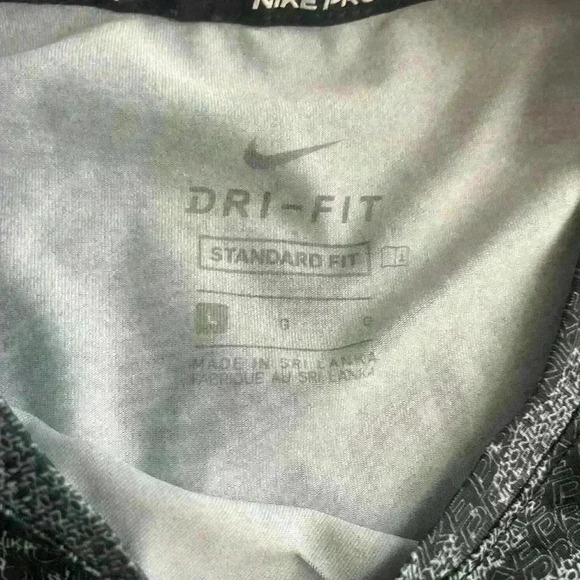 NIKE PRO
DRI-FIT
STANDARD FIT
L G G
MADE IN SRI LANKA
FABRIQUE AU SRI LANKA